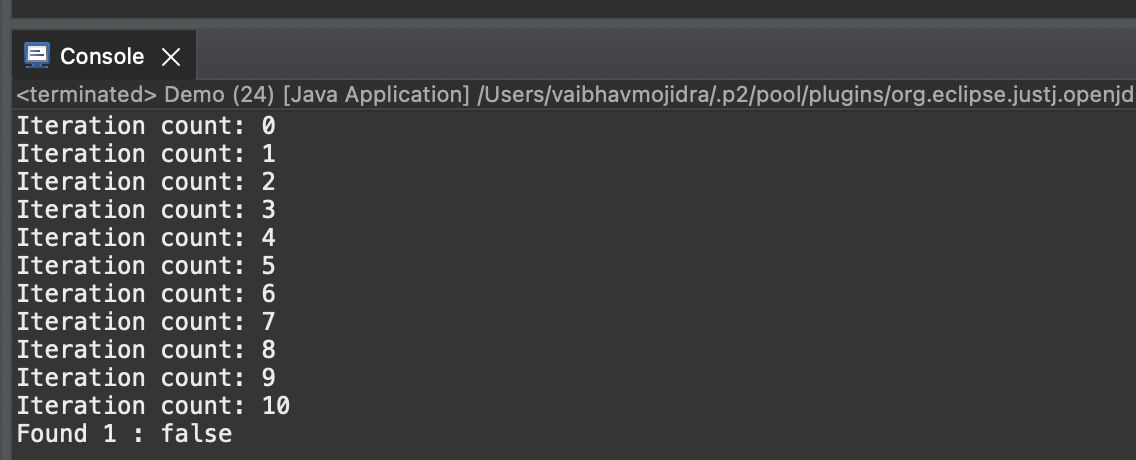 Console
<terminated> Demo (24) [Java Application] /Users/vaibhavmojidra/.p2/pool/plugins/org.eclipse.justj.openjd
Iteration count: 0
Iteration count: 1
Iteration count: 2
Iteration count: 3
Iteration count: 4
Iteration count: 5
Iteration count: 6
Iteration count: 7
Iteration count: 8
Iteration count: 9
Iteration count: 10
Found 1 : false